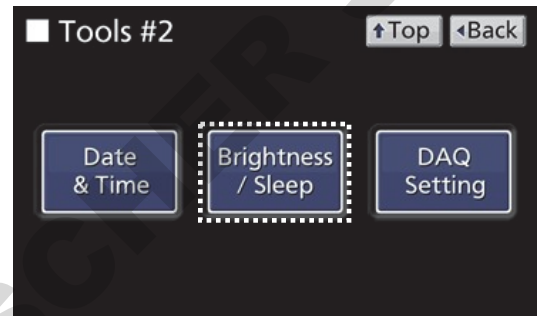 Tools #2
↑Top
◂Back
Date
& Time
Brightness
/ Sleep
DAQ
Setting